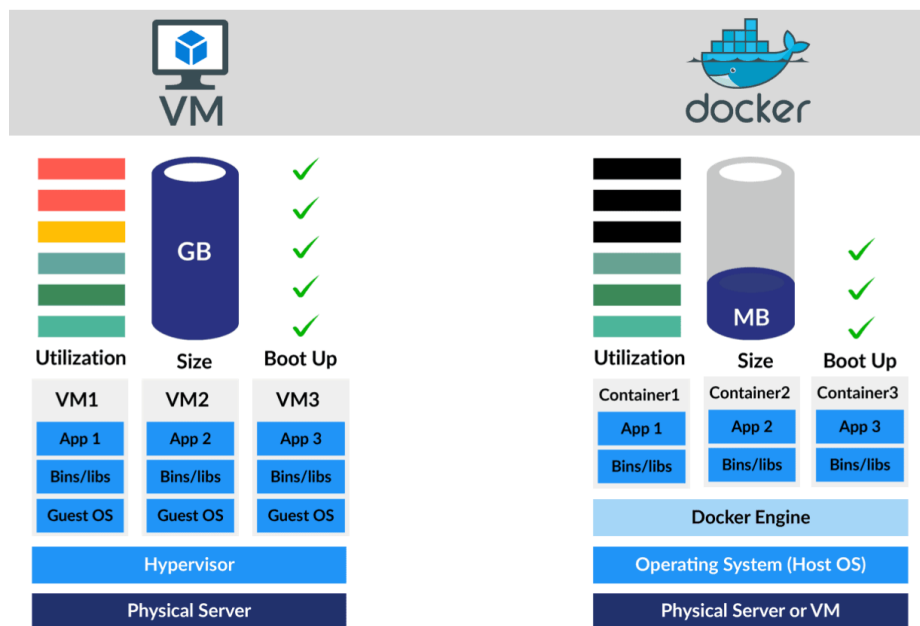 VM
docker
GB
MB
Utilization Size Boot Up
Utilization Size Boot Up
VM1 VM2 VM3
App 1 App 2 App 3
Bins/libs Bins/libs Bins/libs
Guest OS Guest OS Guest OS
Hypervisor
Physical Server
Container1 Container2 Container3
App 1 App 2 App 3
Bins/libs Bins/libs Bins/libs
Docker Engine
Operating System (Host OS)
Physical Server or VM